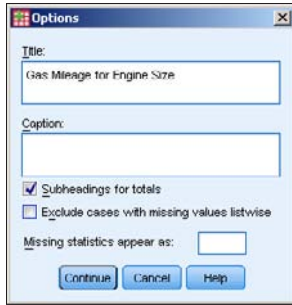 Options
Title:
Gas Mileage for Engine Size
Caption:
Subheadings for totals
Exclude cases with missing values listwise
Missing statistics appear as:
Continue Cancel Help